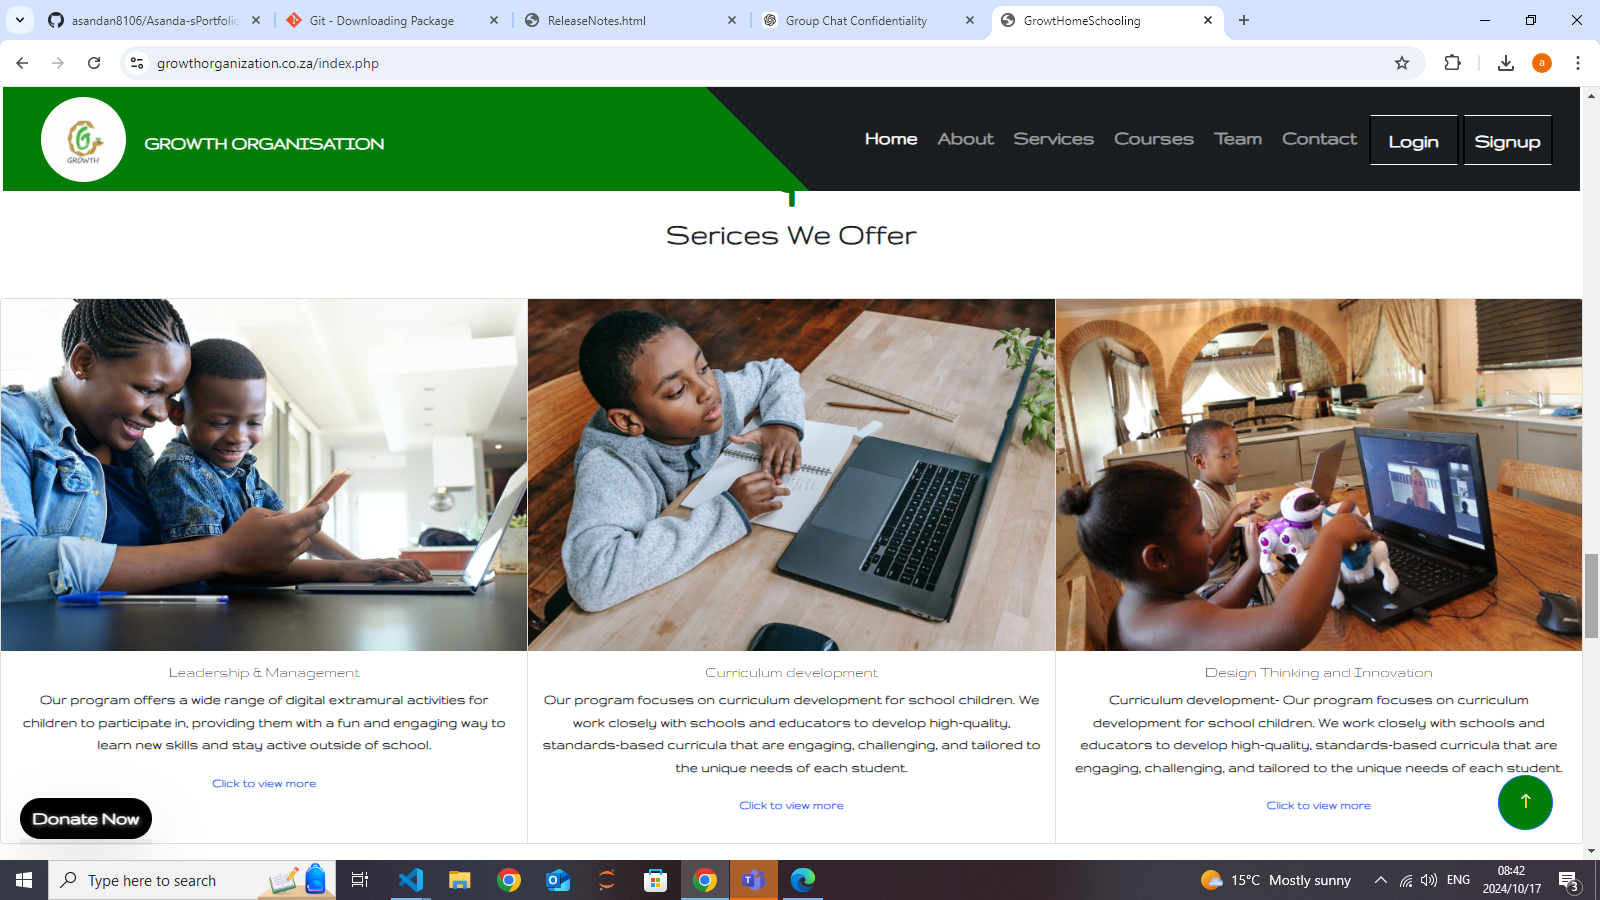 asandan8106/Asanda-sPortfolio
Git - Downloading Package
ReleaseNotes.html
Group Chat Confidentiality
GrowtHomeSchooling
growthorganization.co.za/index.php
a
GROWTH
GROWTH ORGANISATION
Home
About
Services
Courses
Team
Contact
Login
Signup
Serices We Offer
Leadership & Management
Our program offers a wide range of digital extramural activities for
children to participate in, providing them with a fun and engaging way to
learn new skills and stay active outside of school.
Click to view more
Curriculum development
Our program focuses on curriculum development for school children. We
work closely with schools and educators to develop high-quality,
standards-based curricula that are engaging, challenging, and tailored to
the unique needs of each student.
Click to view more
Design Thinking and Innovation
Curriculum development- Our program focuses on curriculum
development for school children. We work closely with schools and
educators to develop high-quality, standards-based curricula that are
engaging, challenging, and tailored to the unique needs of each student.
Click to view more
Donate Now
Type here to search
15°C Mostly sunny
ENG
08:42
2024/10/17
3